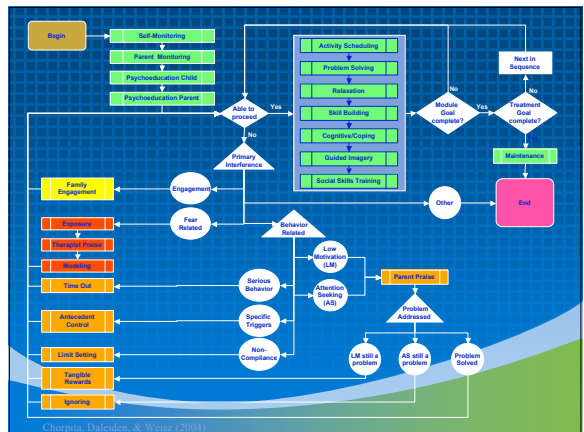 Begin
Self-Monitoring
Parent Monitoring
Psychoeducation Child
Psychoeducation Parent
Able to
proceed
Yes
No
Activity Scheduling
Problem Solving
Relaxation
Skill Building
Cognitive/Coping
Guided Imagery
Social Skills Training
Module
Goal
complete?
No
Yes
Next in
Sequence
No
Treatment
Goal
complete?
Maintenance
End
Primary
Interference
Family
Engagement
Engagement
Other
Exposure
Fear
Related
Behavior
Related
Therapist Praise
Modeling
Low
Motivation
(LM)
Time Out
Serious
Behavior
Attention
Seeking
(AS)
Parent Praise
Antecedent
Control
Specific
Triggers
Problem
Addressed
Limit Setting
Non-
Compliance
LM still a
problem
AS still a
problem
Problem
Solved
Tangible
Rewards
Ignoring
Chorpita, Daleiden, & Weisz (2004)